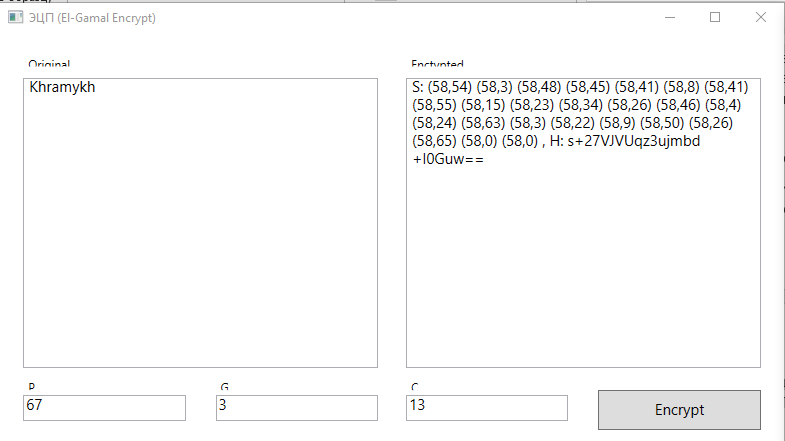 ЭЦП (El-Gamal Encrypt)
Original
Enctypted
Khramykh
S: (58,54) (58,3) (58,48) (58,45) (58,41) (58,8) (58,41)
(58,55) (58,15) (58,23) (58,34) (58,26) (58,46) (58,4)
(58,24) (58,63) (58,3) (58,22) (58,9) (58,50) (58,26)
(58,65) (58,0) (58,0) , H: s+27VJVUqz3ujmbd
+I0Guw==
P
G
C
67
3
13
Encrypt